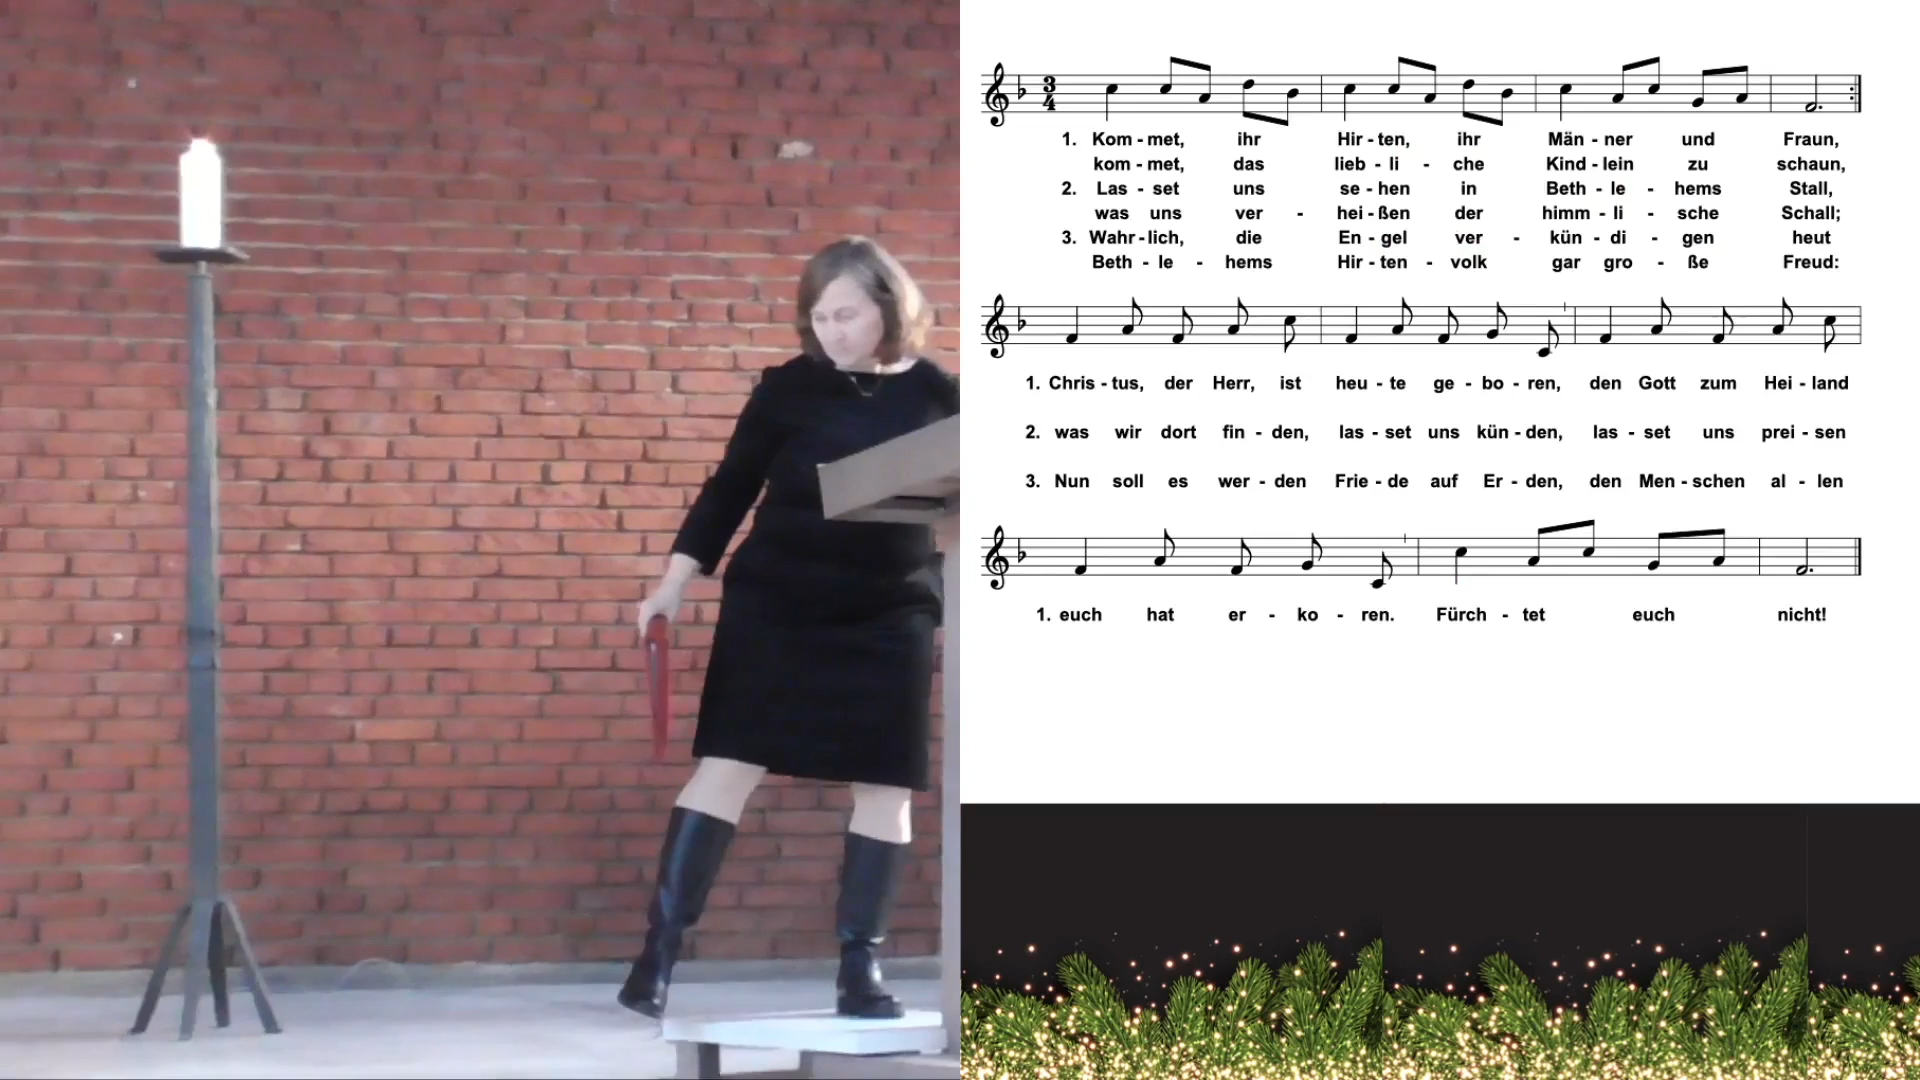 1. Kom - met, ihr Hir - ten, ihr Män - ner und Fraun,
kom - met, das lieb - li - che Kind - lein zu schaun,
2. Las - set uns se - hen in Beth - le - hems Stall,
was uns ver - hei - ßen der himm - li - sche Schall;
3. Wahr - lich, die En - gel ver - kün - di - gen heut
Beth - le - hems Hir - ten - volk gar gro - ße Freud:
1. Chris - tus, der Herr, ist heu - te ge - bo - ren, den Gott zum Hei - land
2. was wir dort fin - den, las - set uns kün - den, las - set uns prei - sen
3. Nun soll es wer - den Frie - de auf Er - den, den Men - schen al - len
1. euch hat er - ko - ren. Fürch - tet euch nicht!